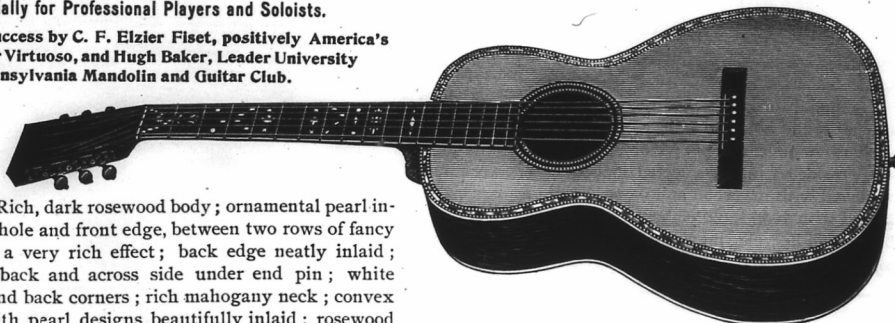 ally for Professional Players and Soloists.
uccess by C. F. Elzier Fiset, positively America's
Virtuoso, and Hugh Baker, Leader University
nsylvania Mandolin and Guitar Club.
Rich, dark rosewood body; ornamental pearl in-
hole and front edge, between two rows of fancy
a very rich effect; back edge neatly inlaid;
back and across side under end pin; white
nd back corners; rich mahogany neck; convex
th pearl designs beautifully inlaid; rosewood